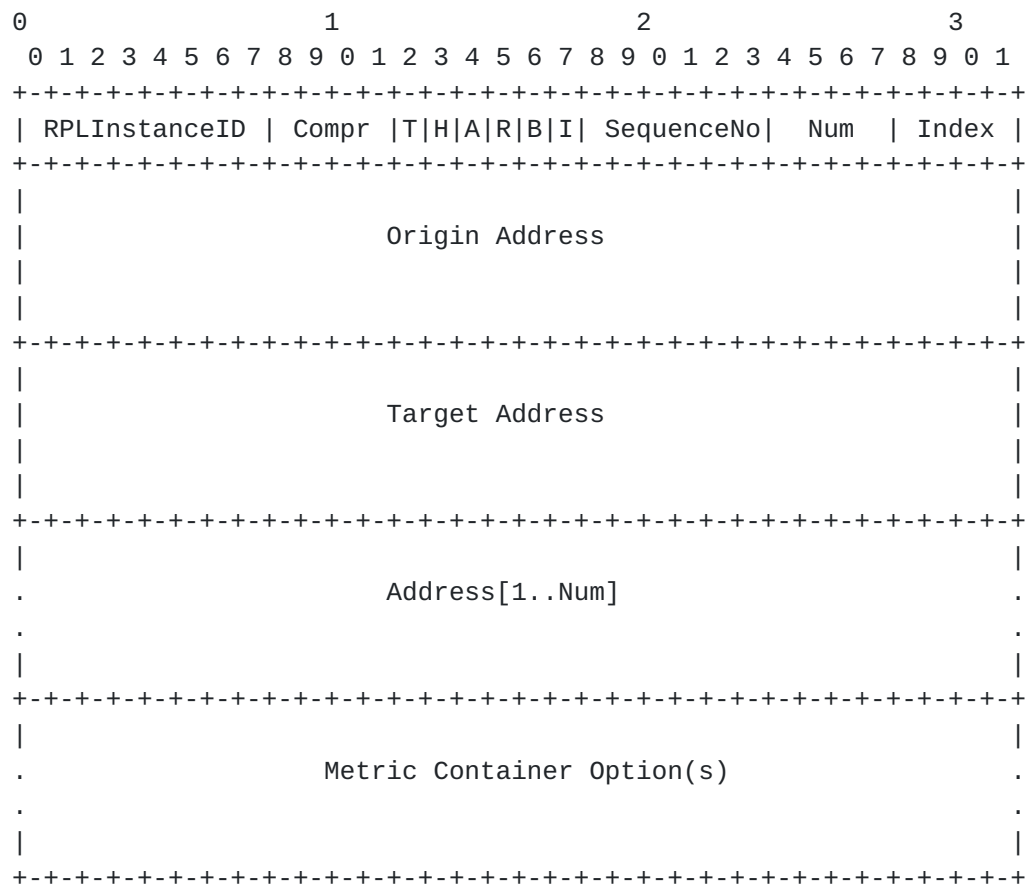 0                   1                   2                   3
 0 1 2 3 4 5 6 7 8 9 0 1 2 3 4 5 6 7 8 9 0 1 2 3 4 5 6 7 8 9 0 1
+-+-+-+-+-+-+-+-+-+-+-+-+-+-+-+-+-+-+-+-+-+-+-+-+-+-+-+-+-+-+-+-+
| RPLInstanceID | Compr |T|H|A|R|B|I| SequenceNo|  Num  | Index |
+-+-+-+-+-+-+-+-+-+-+-+-+-+-+-+-+-+-+-+-+-+-+-+-+-+-+-+-+-+-+-+-+
|                                                               |
|                       Origin Address                          |
|                                                               |
|                                                               |
+-+-+-+-+-+-+-+-+-+-+-+-+-+-+-+-+-+-+-+-+-+-+-+-+-+-+-+-+-+-+-+-+
|                                                               |
|                       Target Address                          |
|                                                               |
|                                                               |
+-+-+-+-+-+-+-+-+-+-+-+-+-+-+-+-+-+-+-+-+-+-+-+-+-+-+-+-+-+-+-+-+
|                                                               |
.                       Address[1..Num]                         .
.                                                               .
|                                                               |
+-+-+-+-+-+-+-+-+-+-+-+-+-+-+-+-+-+-+-+-+-+-+-+-+-+-+-+-+-+-+-+-+
|                                                               |
.                   Metric Container Option(s)                  .
.                                                               .
|                                                               |
+-+-+-+-+-+-+-+-+-+-+-+-+-+-+-+-+-+-+-+-+-+-+-+-+-+-+-+-+-+-+-+-+